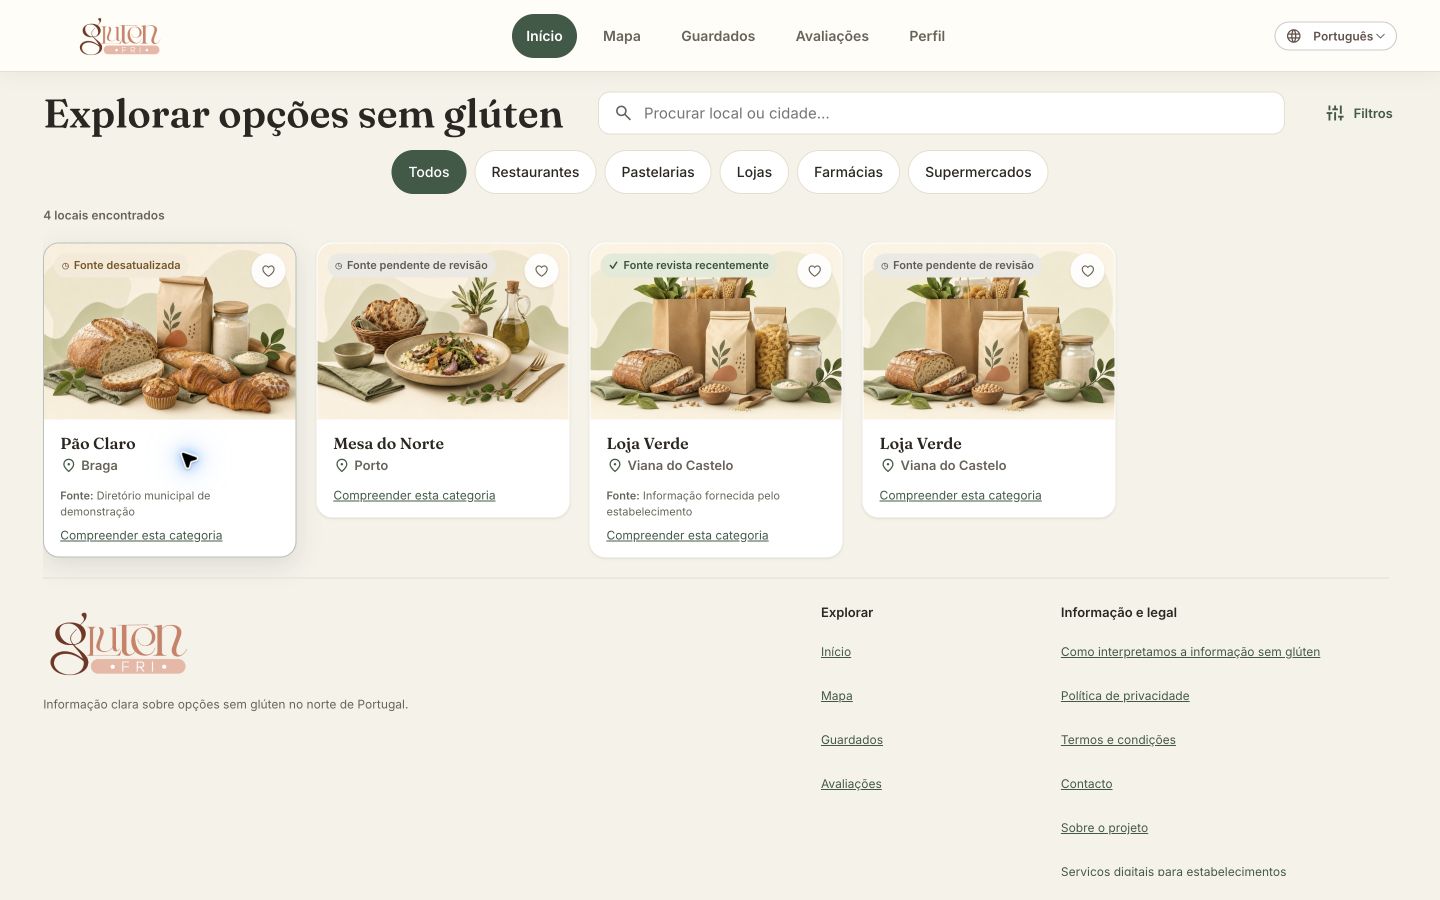 gluten
• FRI •
Início
Mapa
Guardados
Avaliações
Perfil
Português
Explorar opções sem glúten
Procurar local ou cidade...
Filtros
Todos
Restaurantes
Pastelarias
Lojas
Farmácias
Supermercados
4 locais encontrados
Fonte desatualizada
Pão Claro
Braga
Fonte: Diretório municipal de
demonstração
Compreender esta categoria
Fonte pendente de revisão
Mesa do Norte
Porto
Compreender esta categoria
✓ Fonte revista recentemente
Loja Verde
Viana do Castelo
Fonte: Informação fornecida pelo
estabelecimento
Compreender esta categoria
Fonte pendente de revisão
Loja Verde
Viana do Castelo
Compreender esta categoria
gluten
• FRI •
Informação clara sobre opções sem glúten no norte de Portugal.
Explorar
Início
Mapa
Guardados
Avaliações
Informação e legal
Como interpretamos a informação sem glúten
Política de privacidade
Termos e condições
Contacto
Sobre o projeto
Serviços digitais para estabelecimentos